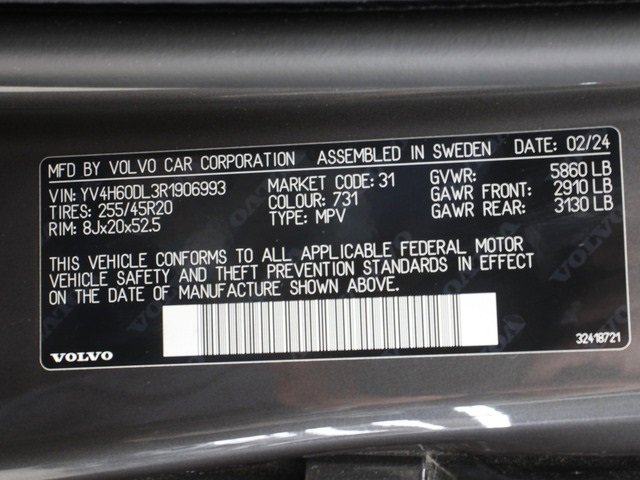 MFD BY VOLVO CAR CORPORATION ASSEMBLED IN SWEDEN DATE: 02/24
VIN: YV4H60DL3R1906993 MARKET CODE: 31 GVWR: 5860 LB
TIRES: 255/45R20 COLOUR: 731 GAWR FRONT: 2910 LB
RIM: 8Jx20x52.5 TYPE: MPV GAWR REAR: 3130 LB
THIS VEHICLE CONFORMS TO ALL APPLICABLE FEDERAL MOTOR
VEHICLE SAFETY AND THEFT PREVENTION STANDARDS IN EFFECT
ON THE DATE OF MANUFACTURE SHOWN ABOVE.
VOLVO 32418721